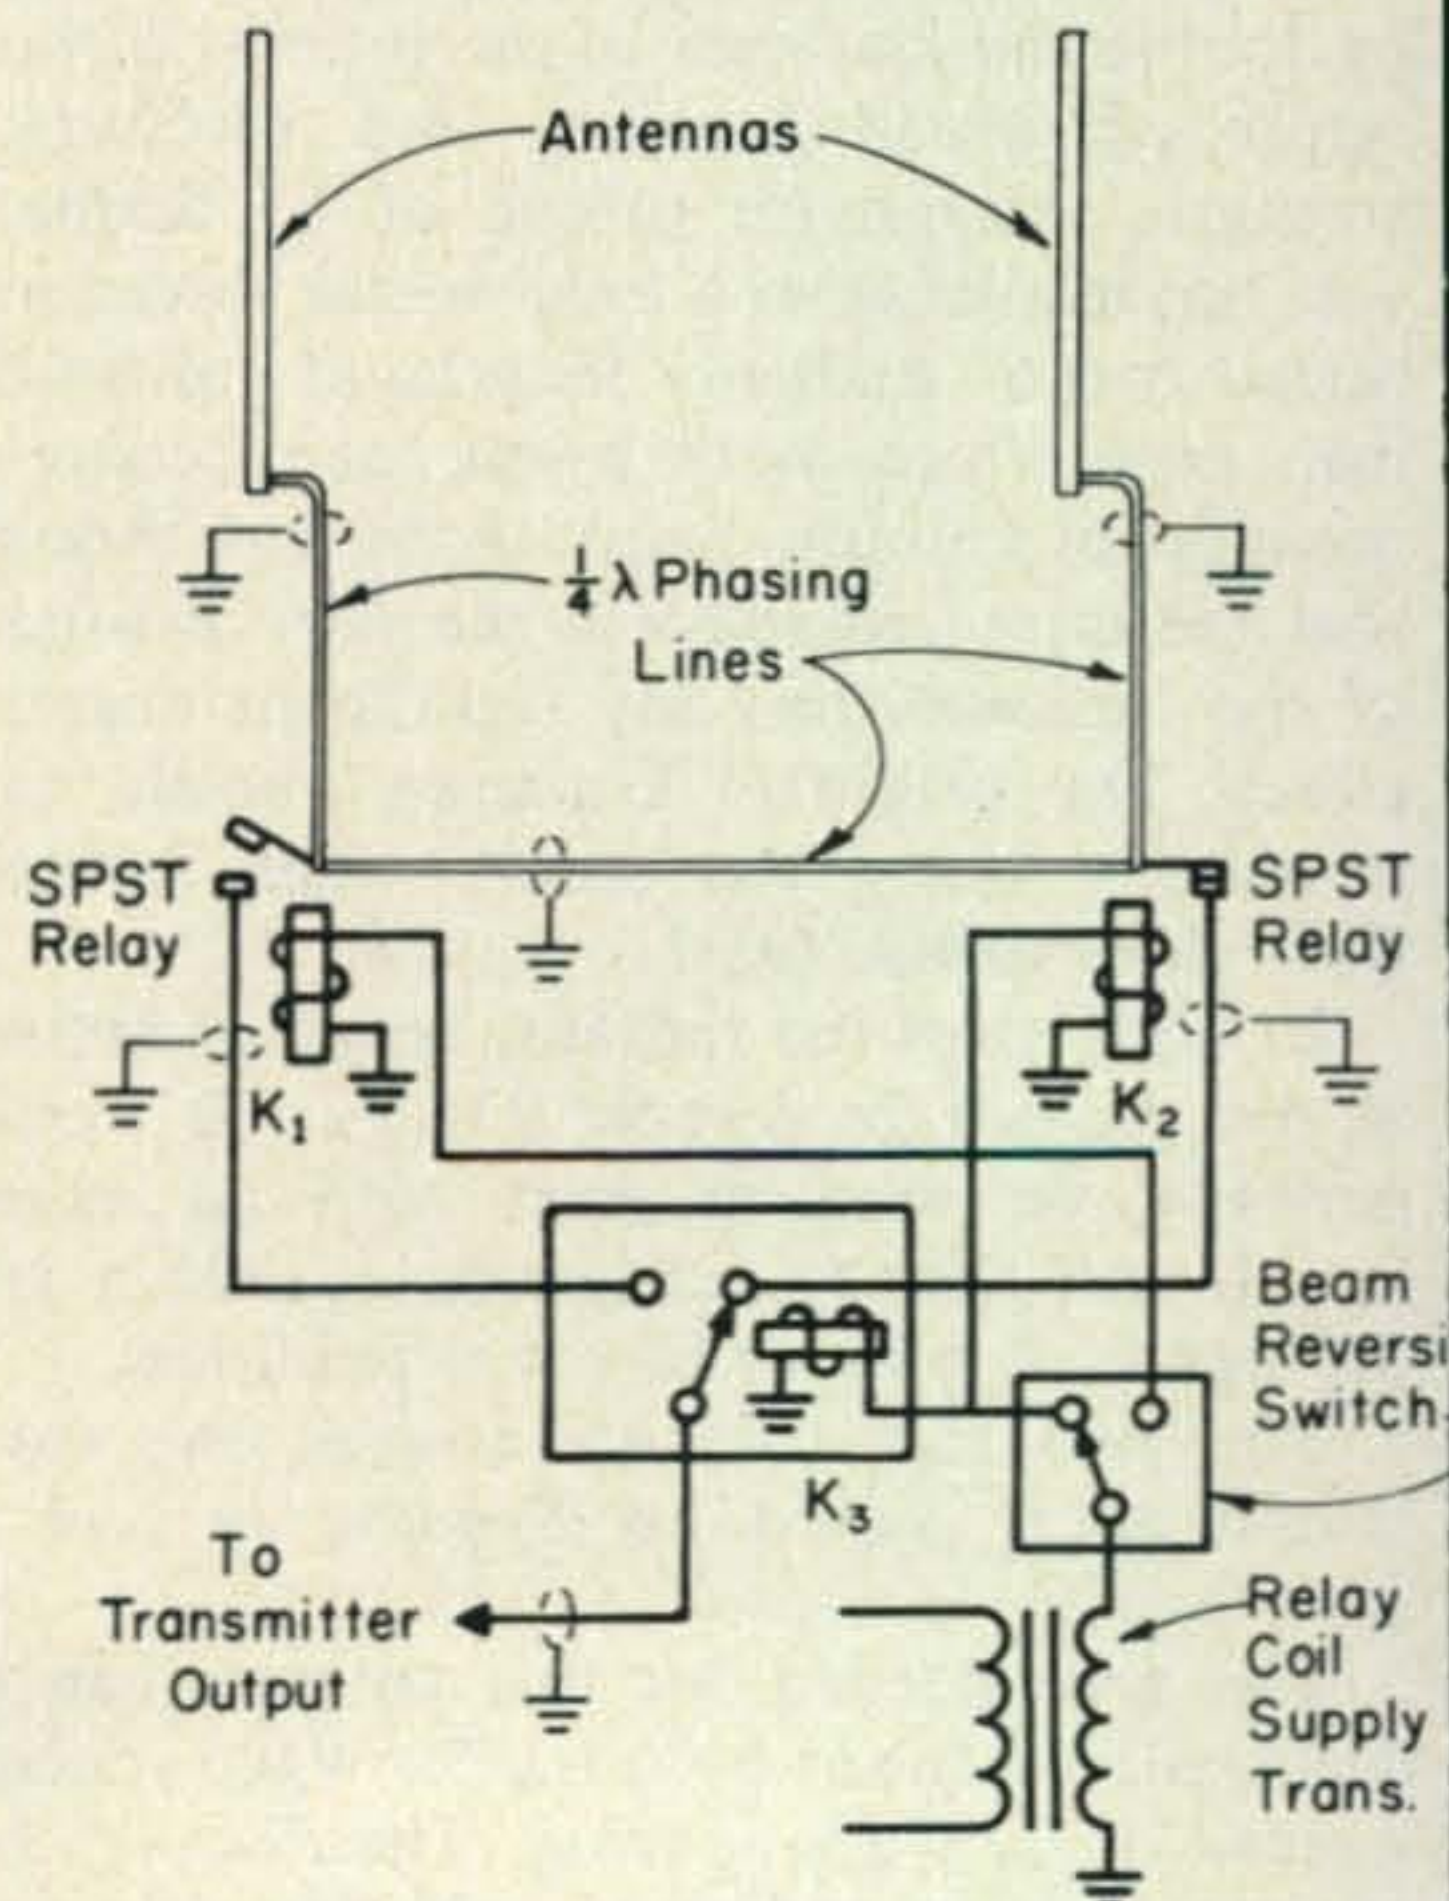 Antennas
1/4 λ Phasing
Lines
SPST
Relay
SPST
Relay
K1
K2
Beam
Reversi
Switch
K3
To
Transmitter
Output
Relay
Coil
Supply
Trans.